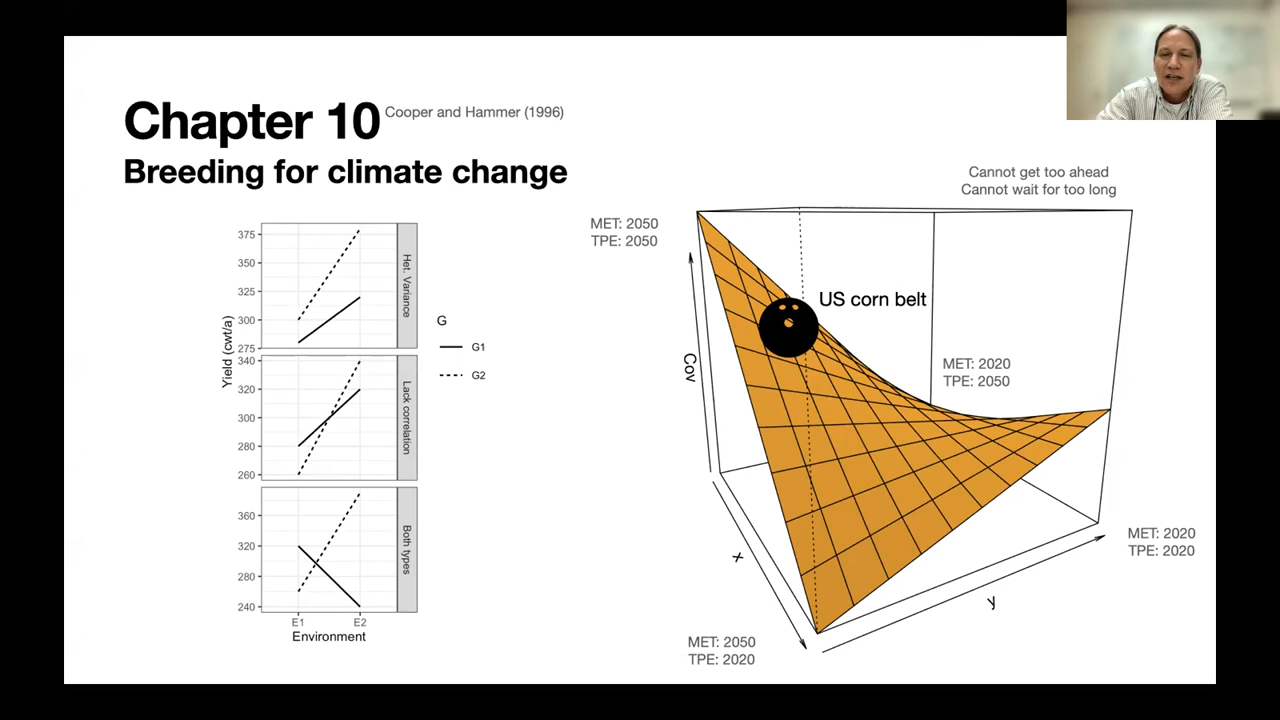 Chapter 10 Cooper and Hammer (1996)
Breeding for climate change
Cannot get too ahead
Cannot wait for too long
Yield (cwt/a)
375
350
325
300
275
Het. Variance
340
320
300
280
260
Lack correlation
360
320
280
240
Both types
E1 E2
Environment
G
G1
G2
MET: 2050
TPE: 2050
US corn belt
MET: 2020
TPE: 2050
Cov
x
y
MET: 2020
TPE: 2020
MET: 2050
TPE: 2020